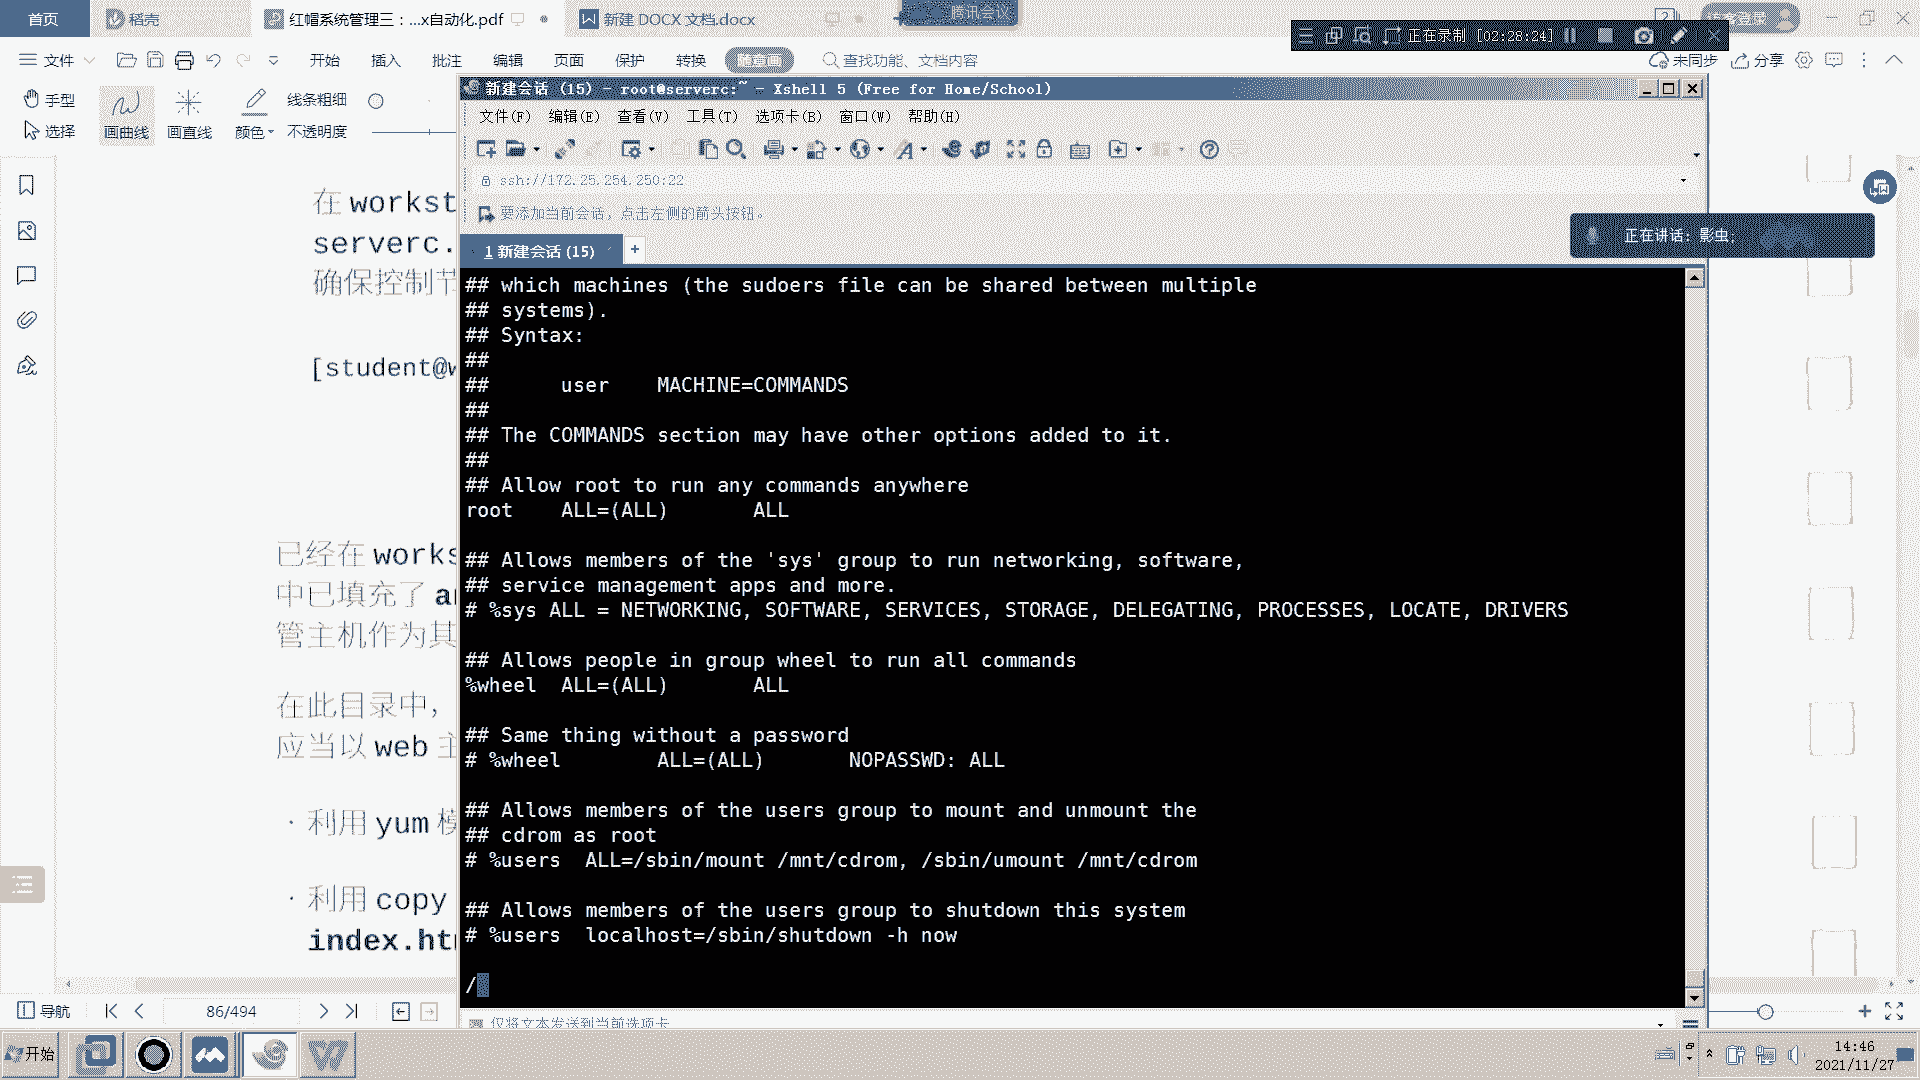 首页
稻壳
红帽系统管理三：...x自动化.pdf
新建 DOCX 文档.docx
腾讯会议
正在录制 [02:28:24]
文件
开始
插入
批注
编辑
页面
保护
转换
查找功能、文档内容
未同步
分享
手型
选择
画曲线
画直线
颜色
线条粗细
不透明度
新建会话 (15) - root@serverc:~ - Xshell 5 (Free for Home/School)
文件(F)
编辑(E)
查看(V)
工具(T)
选项卡(B)
窗口(W)
帮助(H)
ssh://172.25.254.250:22
要添加当前会话，点击左侧的箭头按钮。
1 新建会话 (15)
+
正在讲话: 影虫;
在 workst
serverc.
确保控制节
[student@w
已经在 works
中已填充了 an
管主机作为其
在此目录中，
应当以 web 主
· 利用 yum 模
· 利用 copy
index.ht
## which machines (the sudoers file can be shared between multiple
## systems).
## Syntax:
##
##      user    MACHINE=COMMANDS
##
## The COMMANDS section may have other options added to it.
##
## Allow root to run any commands anywhere
root    ALL=(ALL)       ALL
## Allows members of the 'sys' group to run networking, software,
## service management apps and more.
# %sys ALL = NETWORKING, SOFTWARE, SERVICES, STORAGE, DELEGATING, PROCESSES, LOCATE, DRIVERS
## Allows people in group wheel to run all commands
%wheel  ALL=(ALL)       ALL
## Same thing without a password
# %wheel        ALL=(ALL)       NOPASSWD: ALL
## Allows members of the users group to mount and unmount the
## cdrom as root
# %users  ALL=/sbin/mount /mnt/cdrom, /sbin/umount /mnt/cdrom
## Allows members of the users group to shutdown this system
# %users  localhost=/sbin/shutdown -h now
/
仅将文本发送到当前选项卡
导航
86/494
开始
14:46
2021/11/27